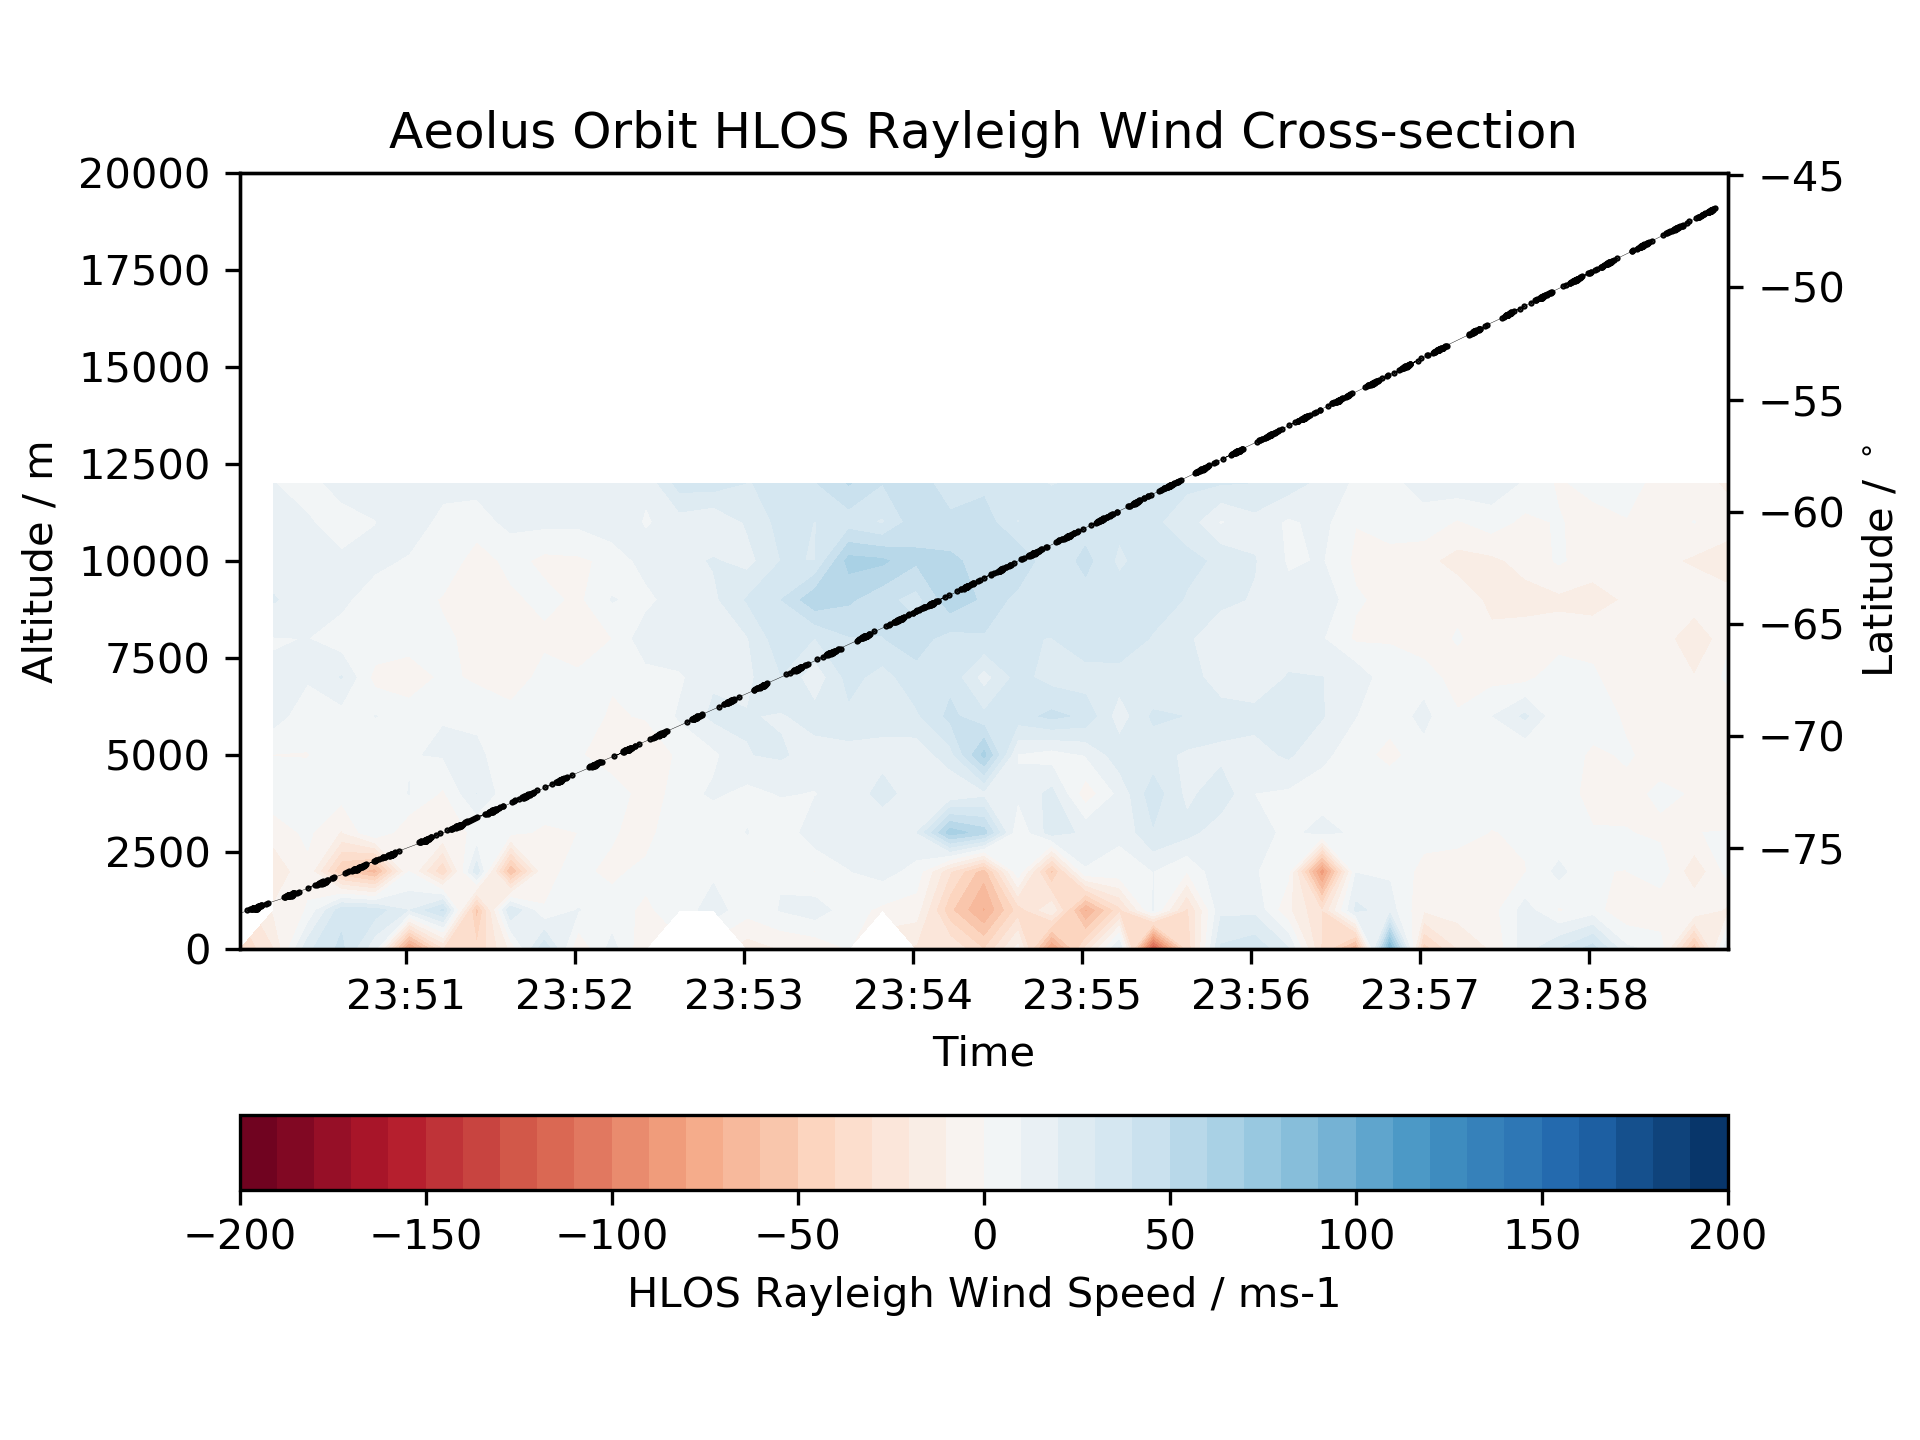 Aeolus Orbit HLOS Rayleigh Wind Cross-section
20000
17500
15000
12500
10000
7500
5000
2500
0
Altitude / m
−45
−50
−55
−60
−65
−70
−75
Latitude / °
23:51 23:52 23:53 23:54 23:55 23:56 23:57 23:58
Time
−200 −150 −100 −50 0 50 100 150 200
HLOS Rayleigh Wind Speed / ms-1